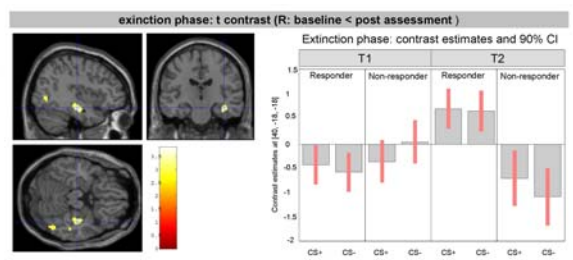 extinction phase: t contrast (R: baseline < post assessment )
Extinction phase: contrast estimates and 90% CI
T1 T2
Responder Non-responder Responder Non-responder
Contrast estimates at [40, -18, -18]
1.5
1
0.5
0
-0.5
-1
-1.5
-2
CS+ CS- CS+ CS- CS+ CS- CS+ CS-